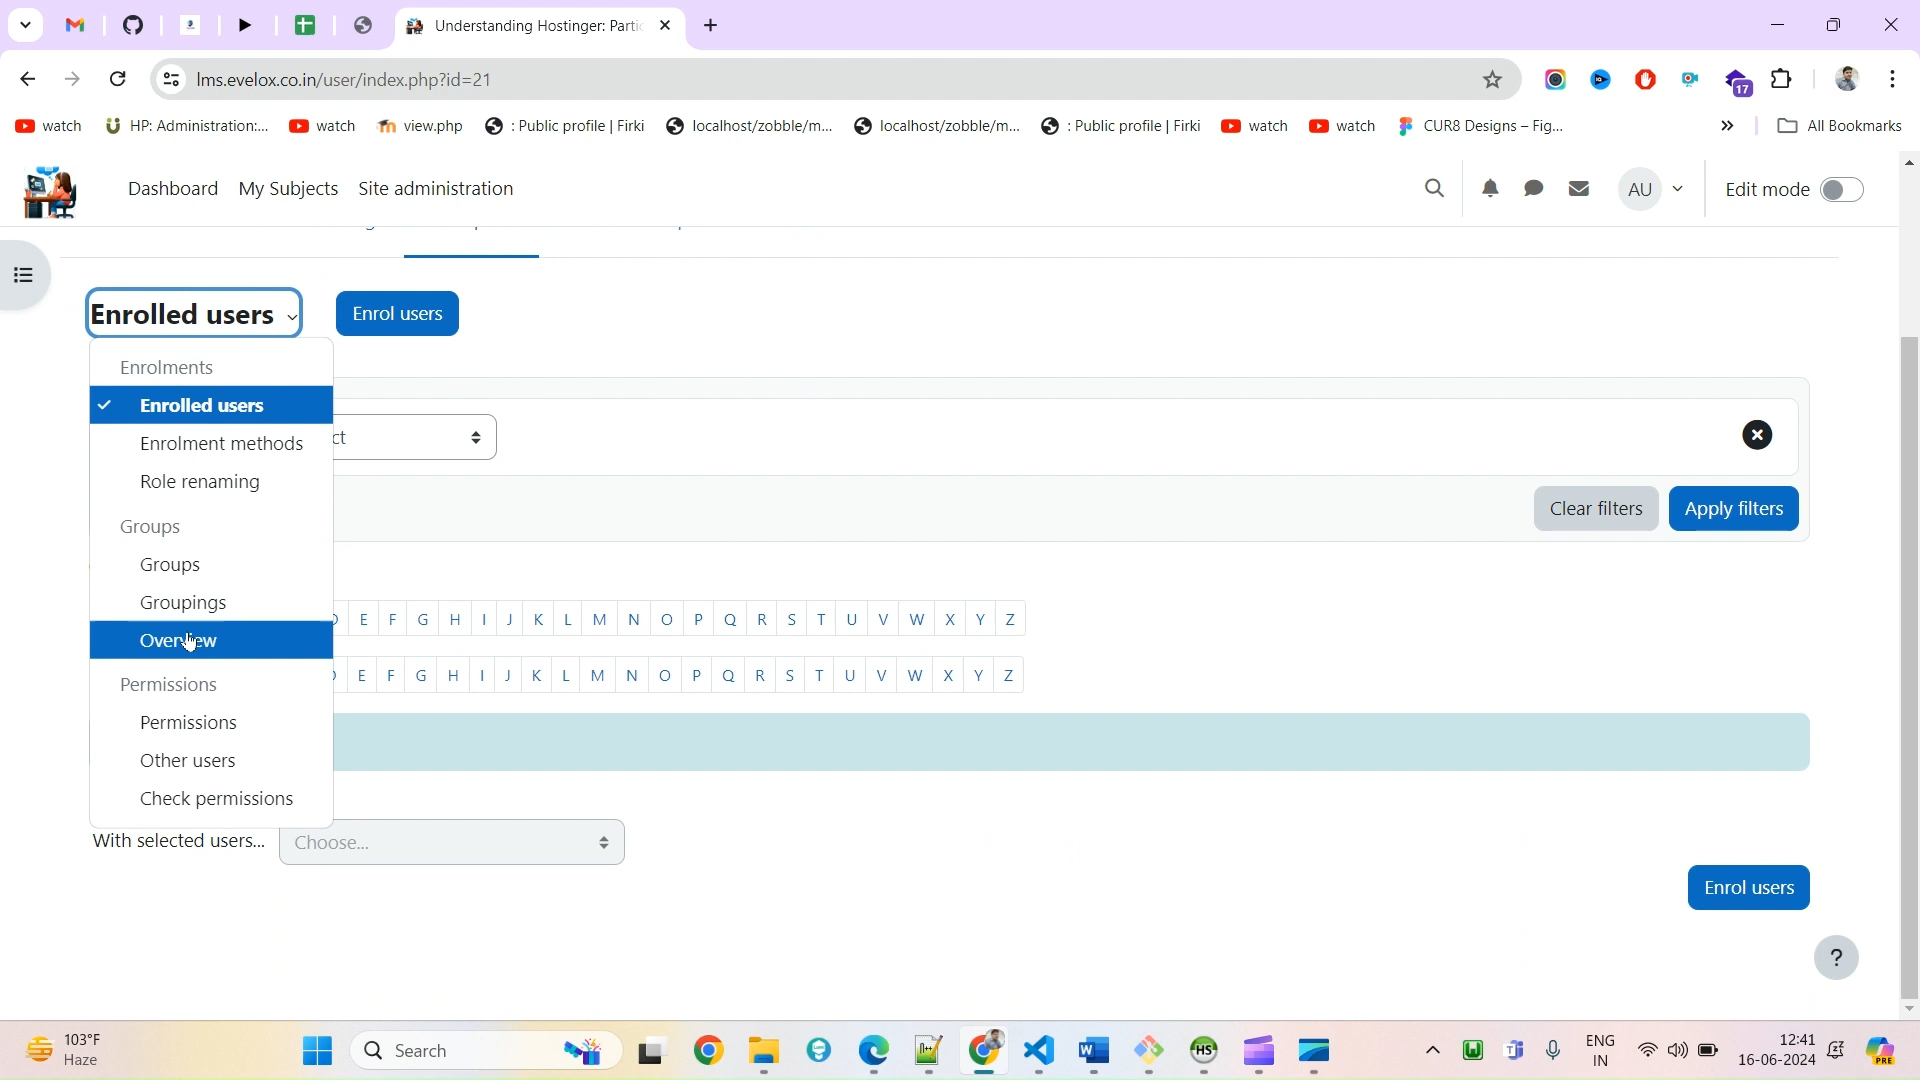 Understanding Hostinger: Partic
lms.evelox.co.in/user/index.php?id=21
17
watch
HP: Administration:...
watch
view.php
: Public profile | Firki
localhost/zobble/m...
localhost/zobble/m...
: Public profile | Firki
watch
watch
CUR8 Designs – Fig...
All Bookmarks
Dashboard My Subjects Site administration
AU
Edit mode
Enrolled users
Enrol users
Enrolments
Enrolled users
Enrolment methods
Role renaming
Groups
Groups
Groupings
Overview
Permissions
Permissions
Other users
Check permissions
ct
Clear filters
Apply filters
E F G H I J K L M N O P Q R S T U V W X Y Z
E F G H I J K L M N O P Q R S T U V W X Y Z
With selected users...
Choose...
Enrol users
?
103°F
Haze
Search
HS
ENG
IN
12:41
16-06-2024
PRE